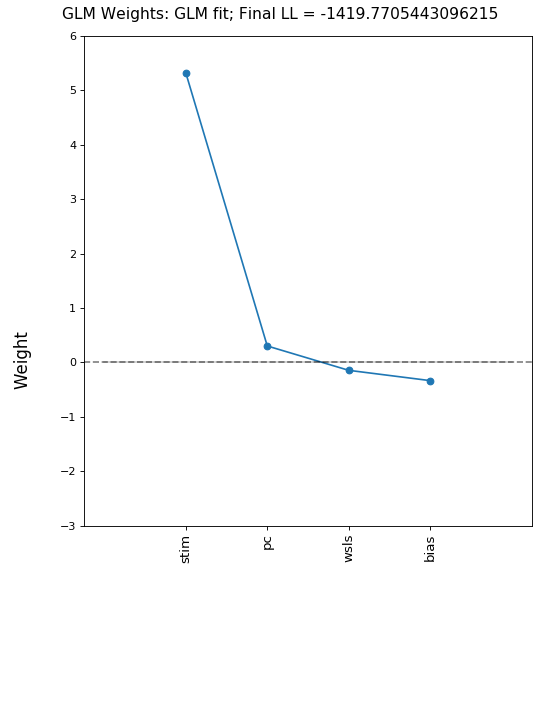 GLM Weights: GLM fit; Final LL = -1419.7705443096215
6
5
4
3
2
1
0
−1
−2
−3
Weight
stim
pc
wsls
bias